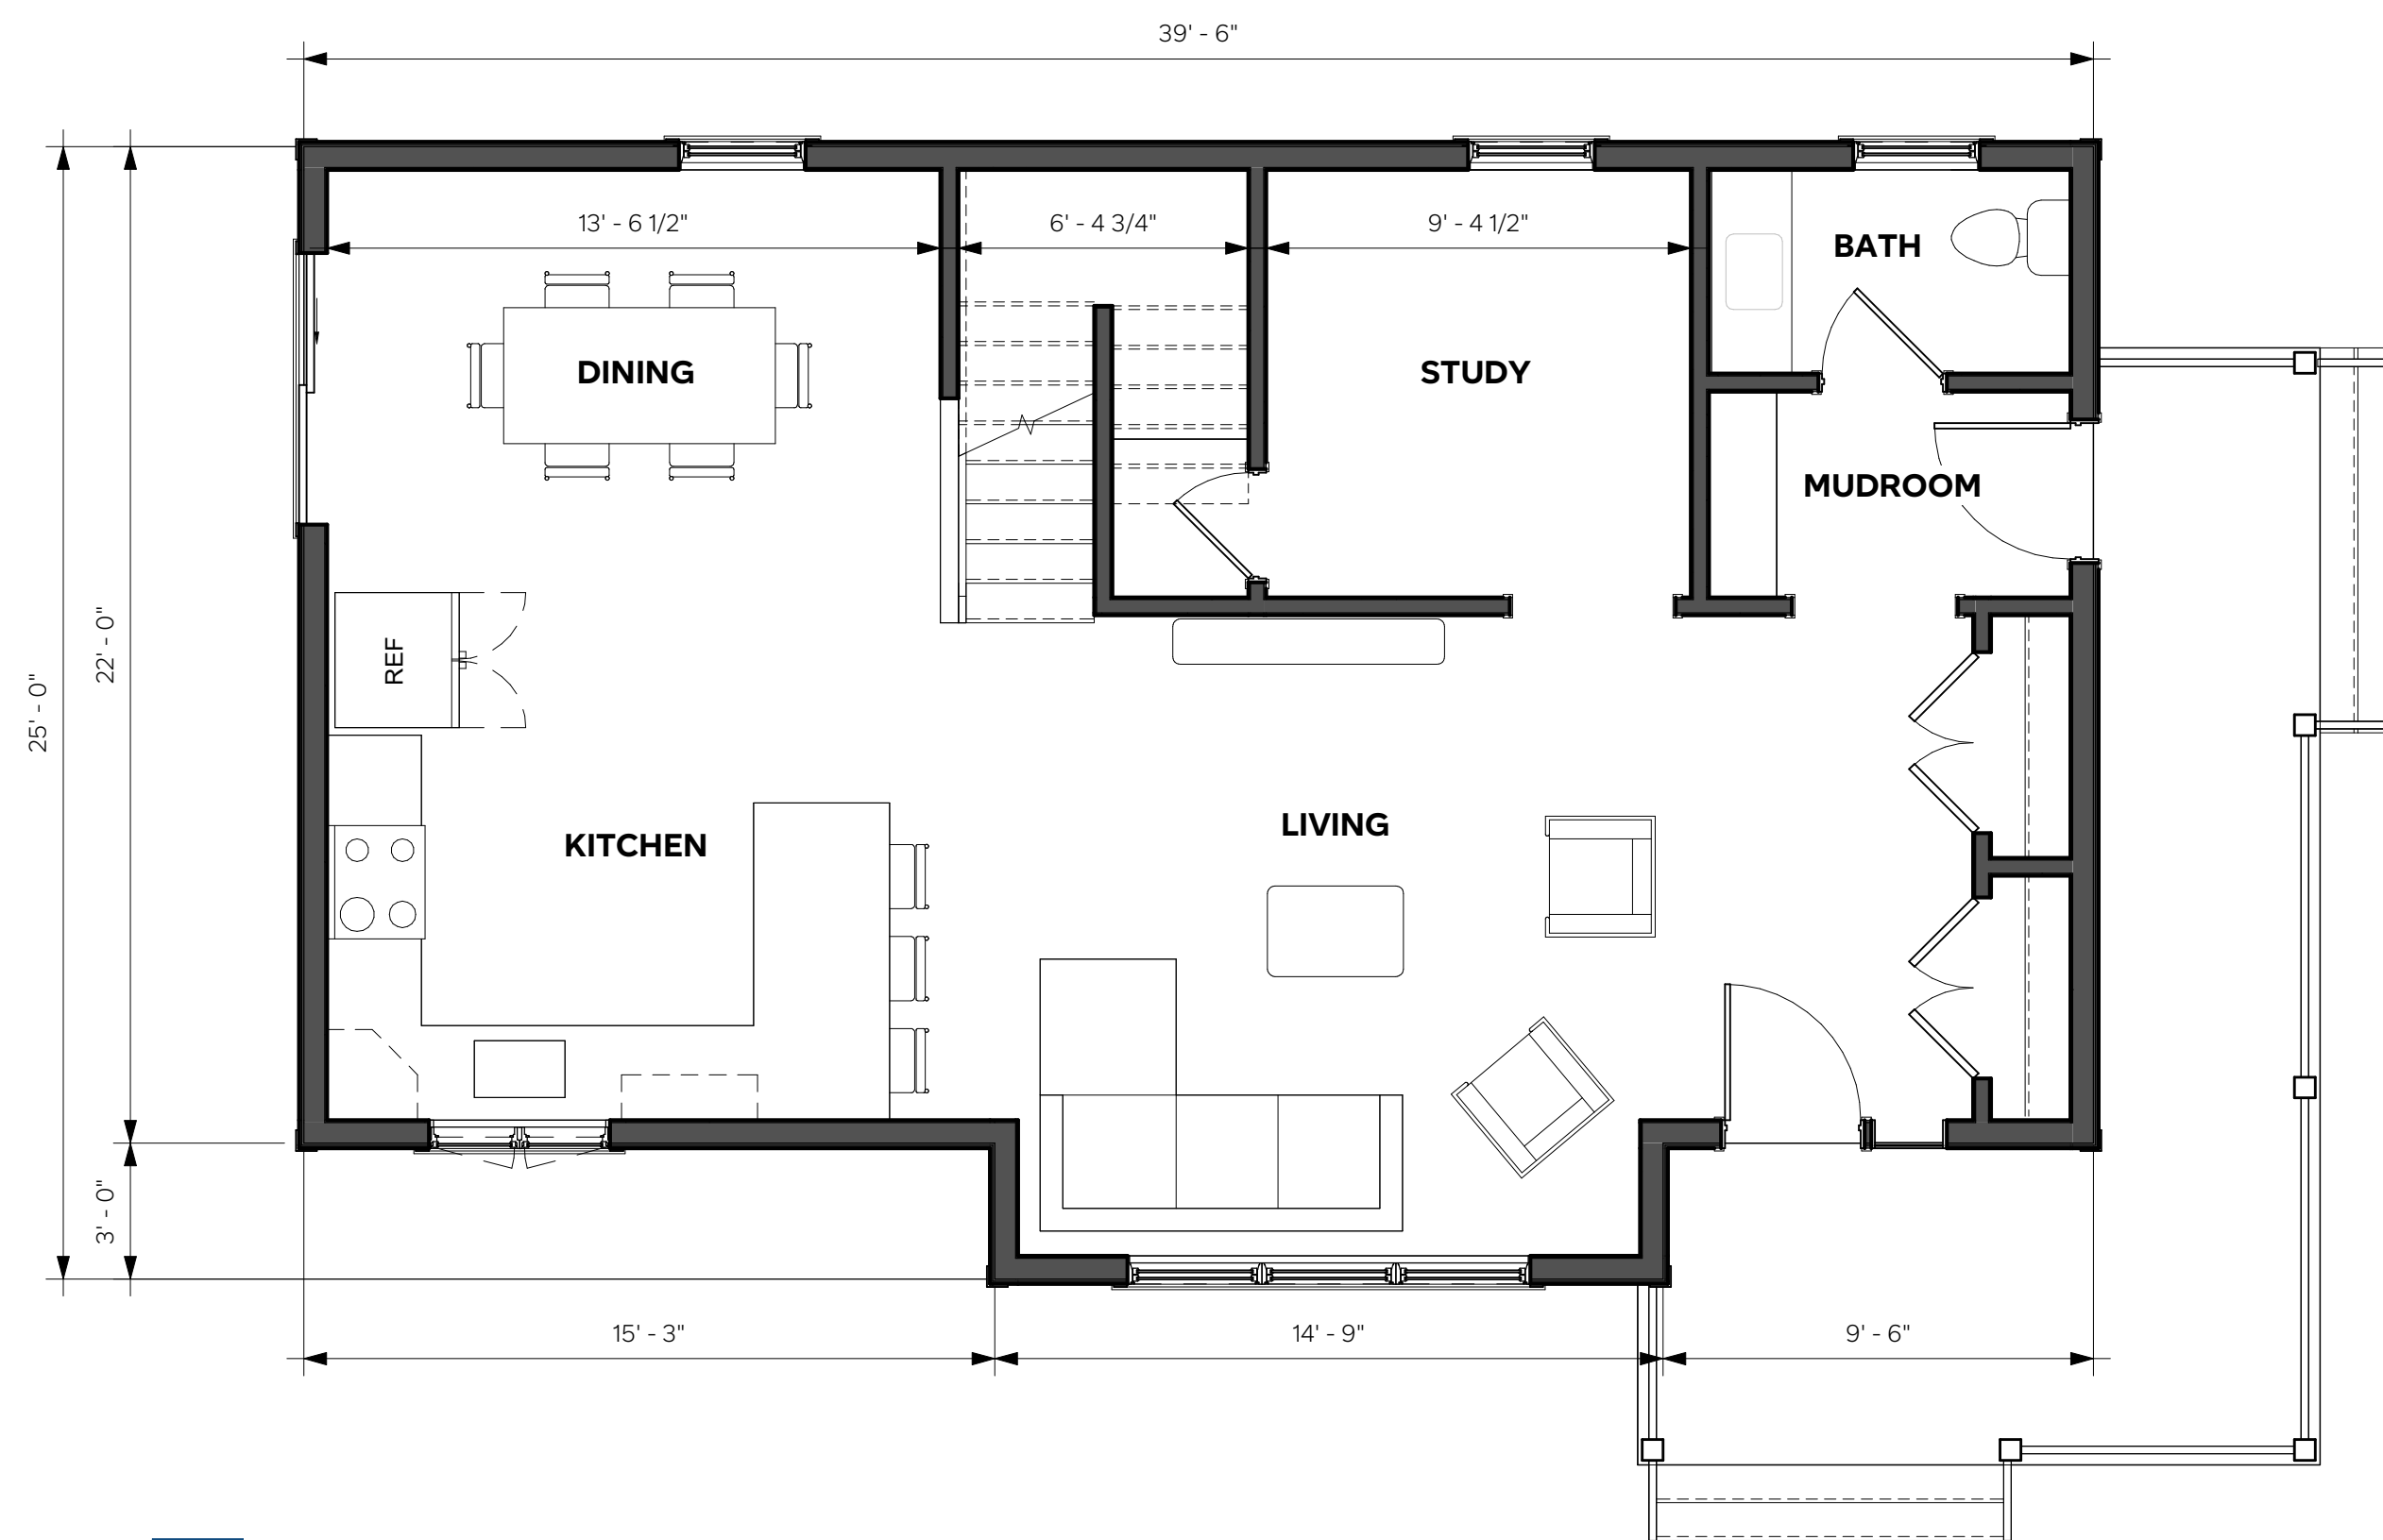 39' - 6"
13' - 6 1/2"
6' - 4 3/4"
9' - 4 1/2"
BATH
DINING
STUDY
MUDROOM
22' - 0"
25' - 0"
REF
LIVING
KITCHEN
3' - 0"
15' - 3"
14' - 9"
9' - 6"